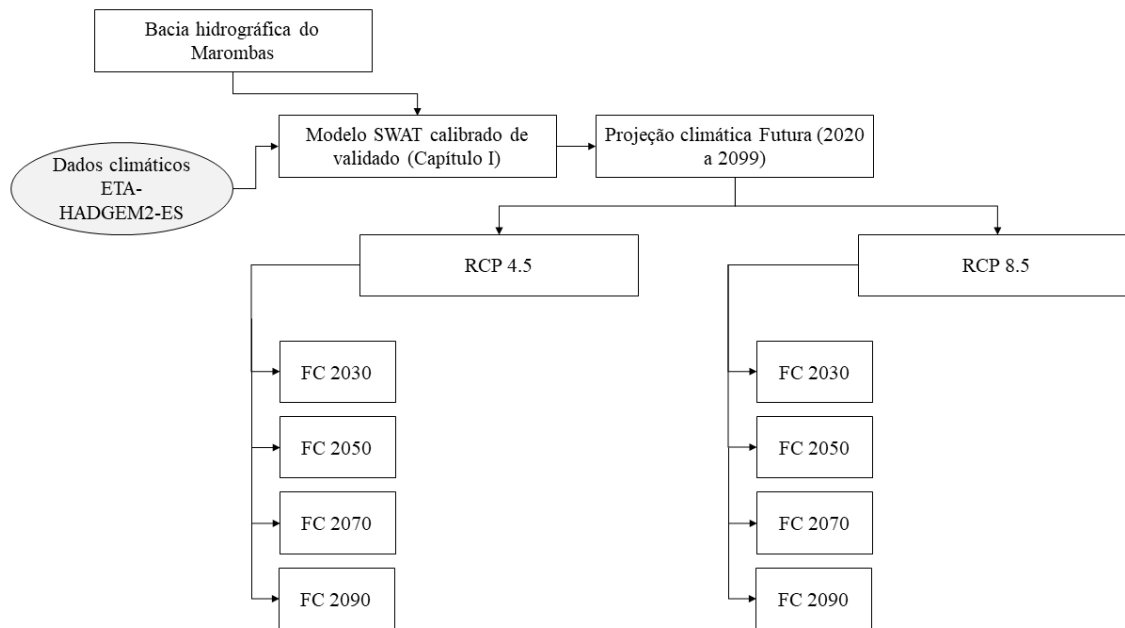 Bacia hidrográfica do
Marombas
Modelo SWAT calibrado de
validado (Capítulo I)
Projeção climática Futura (2020
a 2099)
Dados climáticos
ETA-
HADGEM2-ES
RCP 4.5
RCP 8.5
FC 2030
FC 2050
FC 2070
FC 2090
FC 2030
FC 2050
FC 2070
FC 2090